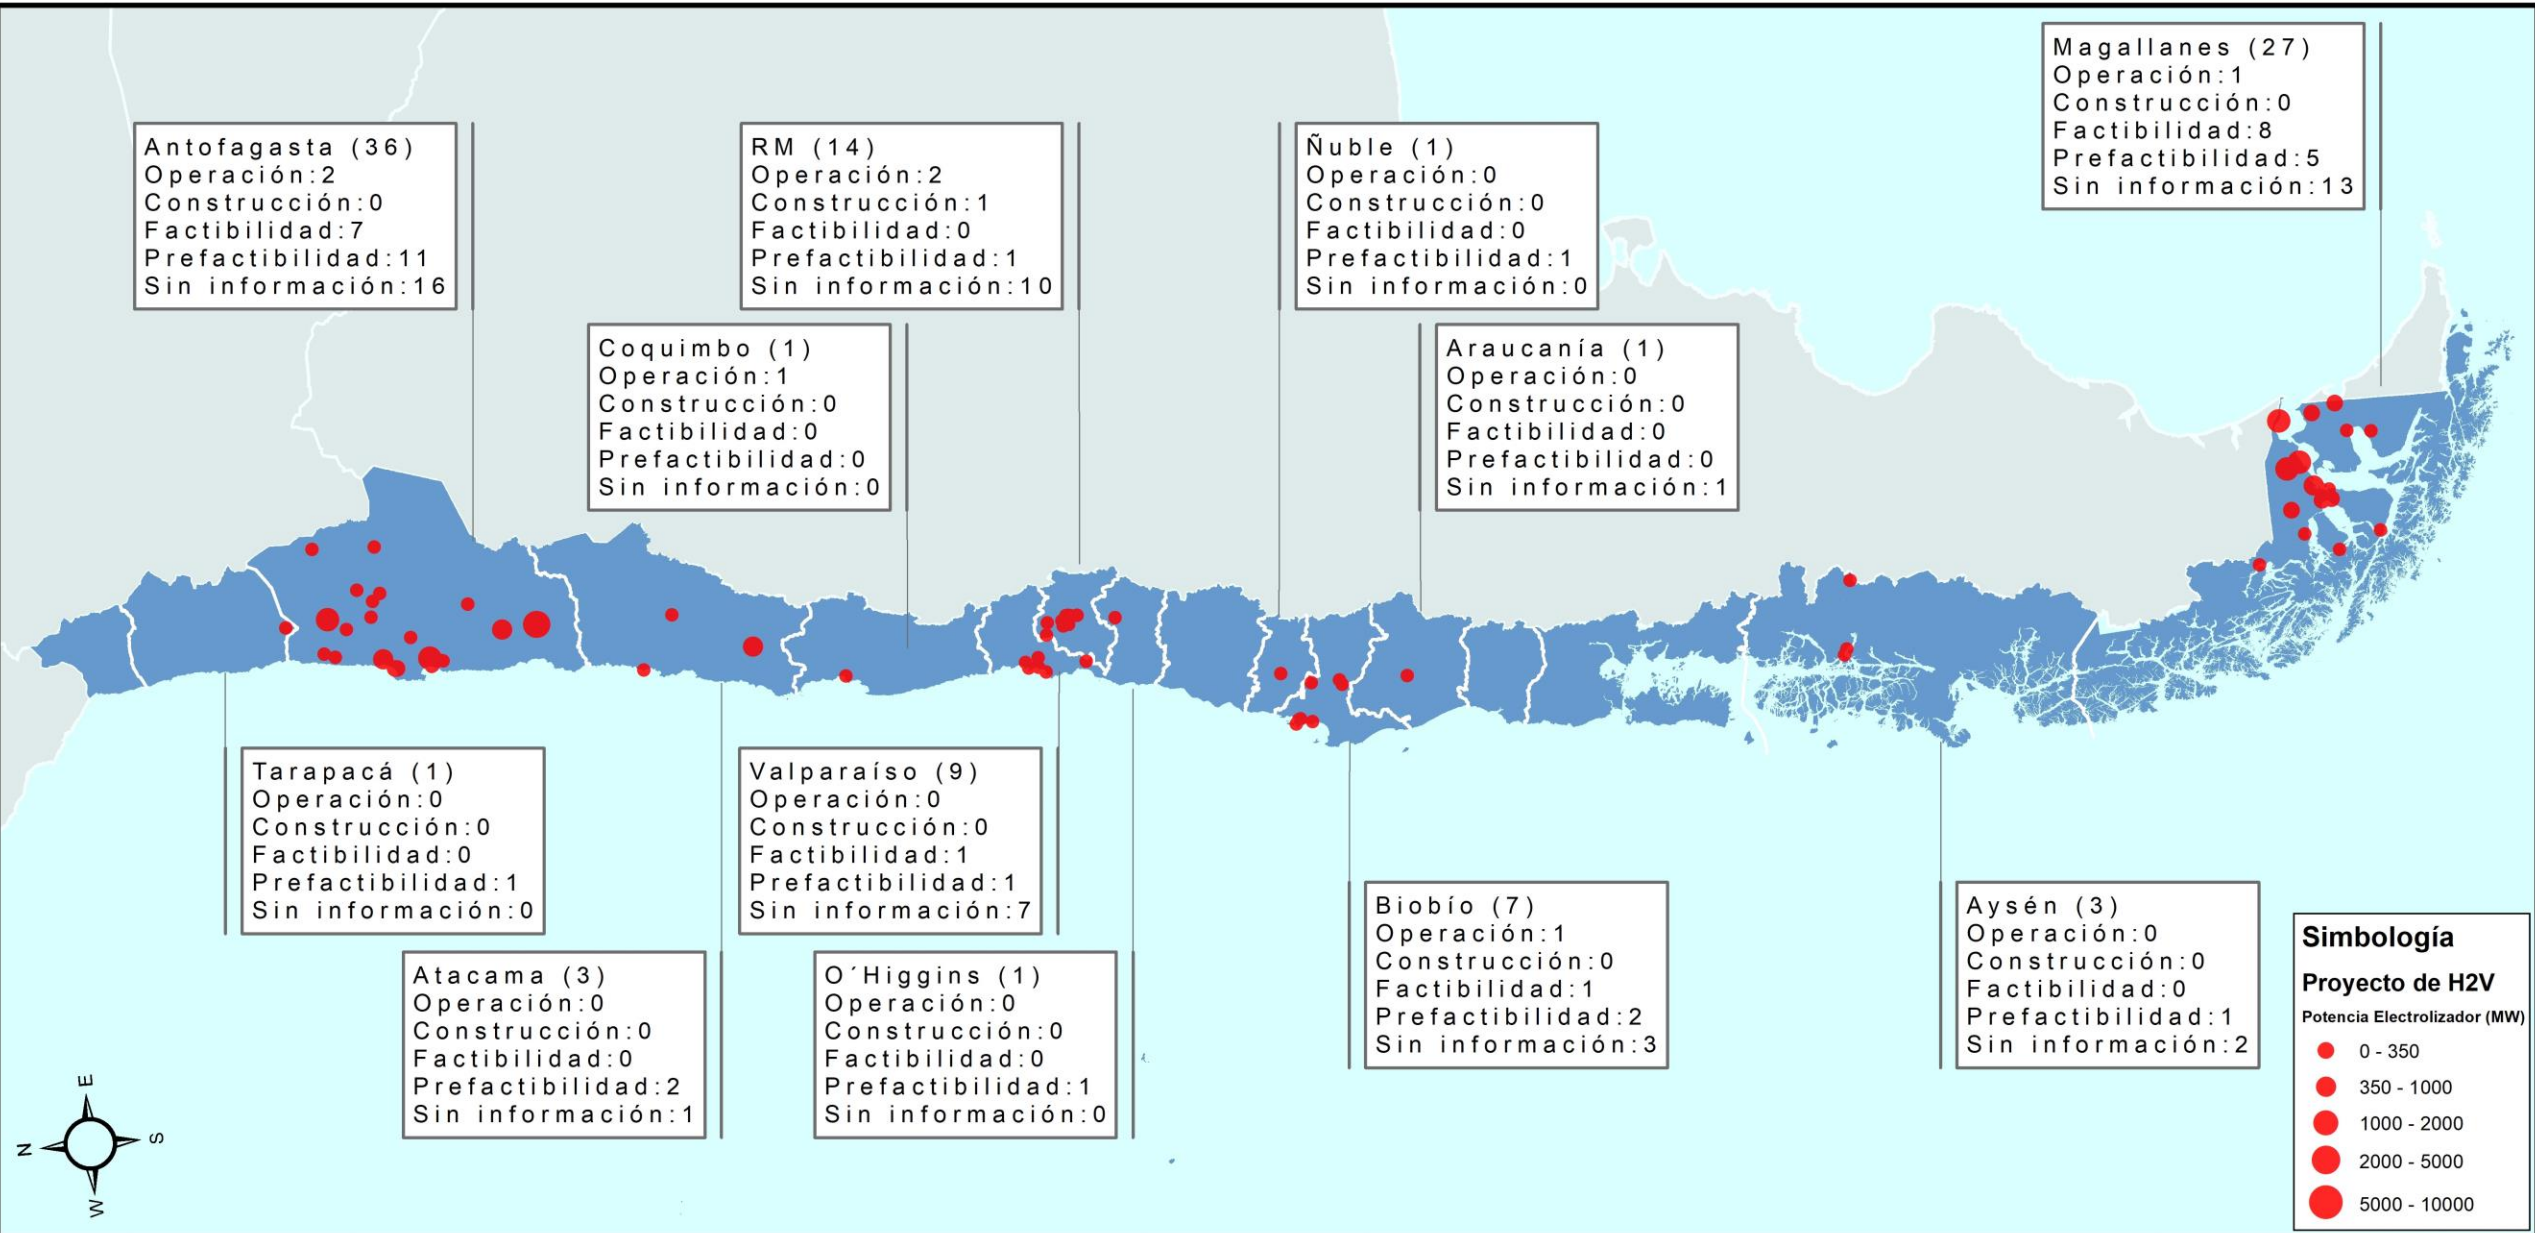 Magallanes (27)
Operación:1
Construcción:0
Factibilidad:8
Prefactibilidad:5
Sin información:13
Antofagasta (36)
Operación:2
Construcción:0
Factibilidad:7
Prefactibilidad:11
Sin información:16
RM (14)
Operación:2
Construcción:1
Factibilidad:0
Prefactibilidad:1
Sin información:10
Ñuble (1)
Operación:0
Construcción:0
Factibilidad:0
Prefactibilidad:1
Sin información:0
Coquimbo (1)
Operación:1
Construcción:0
Factibilidad:0
Prefactibilidad:0
Sin información:0
Araucanía (1)
Operación:0
Construcción:0
Factibilidad:0
Prefactibilidad:0
Sin información:1
Tarapacá (1)
Operación:0
Construcción:0
Factibilidad:0
Prefactibilidad:1
Sin información:0
Valparaíso (9)
Operación:0
Construcción:0
Factibilidad:1
Prefactibilidad:1
Sin información:7
Biobío (7)
Operación:1
Construcción:0
Factibilidad:1
Prefactibilidad:2
Sin información:3
Aysén (3)
Operación:0
Construcción:0
Factibilidad:0
Prefactibilidad:1
Sin información:2
Atacama (3)
Operación:0
Construcción:0
Factibilidad:0
Prefactibilidad:2
Sin información:1
O´Higgins (1)
Operación:0
Construcción:0
Factibilidad:0
Prefactibilidad:1
Sin información:0
E
N
S
W
Simbología
Proyecto de H2V
Potencia Electrolizador (MW)
0 - 350
350 - 1000
1000 - 2000
2000 - 5000
5000 - 10000